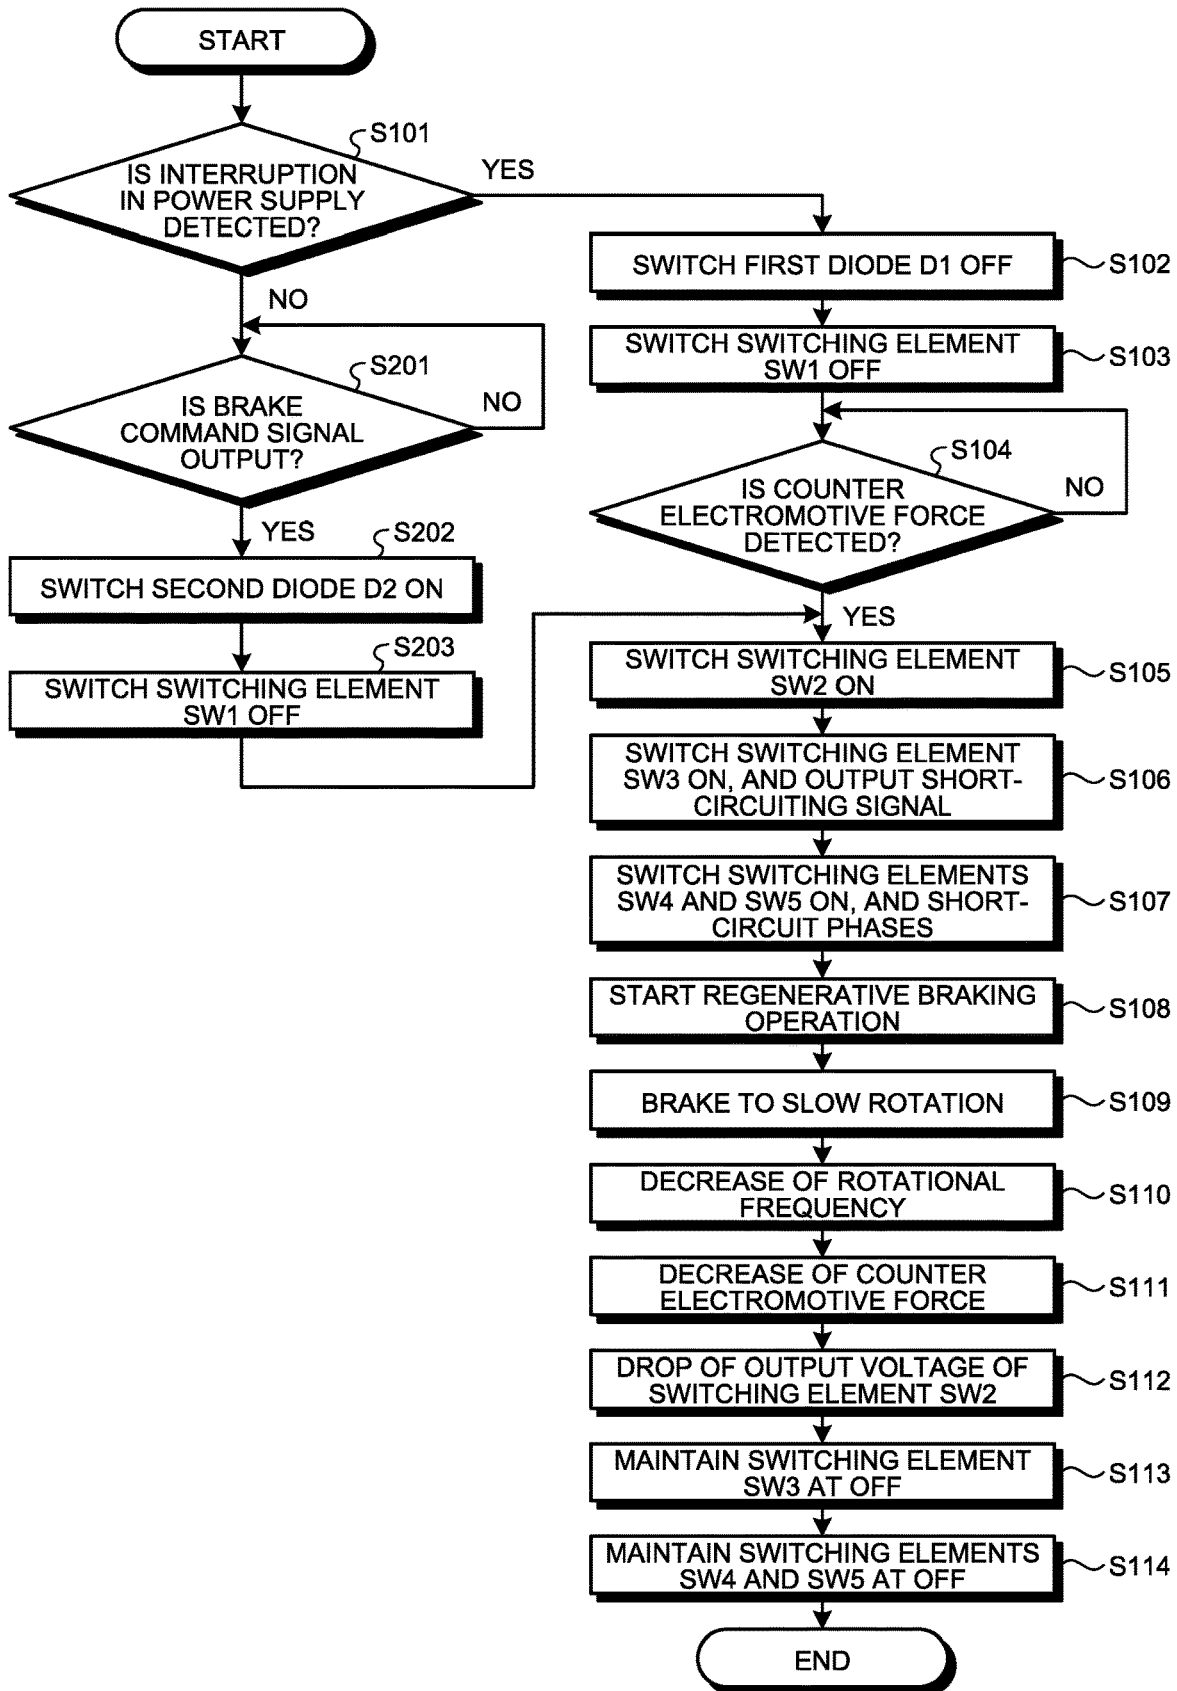 START
S101
IS INTERRUPTION
IN POWER SUPPLY
DETECTED?
YES
NO
S201
IS BRAKE
COMMAND SIGNAL
OUTPUT?
NO
YES
S202
SWITCH SECOND DIODE D2 ON
S203
SWITCH SWITCHING ELEMENT
SW1 OFF
SWITCH FIRST DIODE D1 OFF
S102
SWITCH SWITCHING ELEMENT
SW1 OFF
S103
S104
IS COUNTER
ELECTROMOTIVE FORCE
DETECTED?
NO
YES
SWITCH SWITCHING ELEMENT
SW2 ON
S105
SWITCH SWITCHING ELEMENT
SW3 ON, AND OUTPUT SHORT-
CIRCUITING SIGNAL
S106
SWITCH SWITCHING ELEMENTS
SW4 AND SW5 ON, AND SHORT-
CIRCUIT PHASES
S107
START REGENERATIVE BRAKING
OPERATION
S108
BRAKE TO SLOW ROTATION
S109
DECREASE OF ROTATIONAL
FREQUENCY
S110
DECREASE OF COUNTER
ELECTROMOTIVE FORCE
S111
DROP OF OUTPUT VOLTAGE OF
SWITCHING ELEMENT SW2
S112
MAINTAIN SWITCHING ELEMENT
SW3 AT OFF
S113
MAINTAIN SWITCHING ELEMENTS
SW4 AND SW5 AT OFF
S114
END